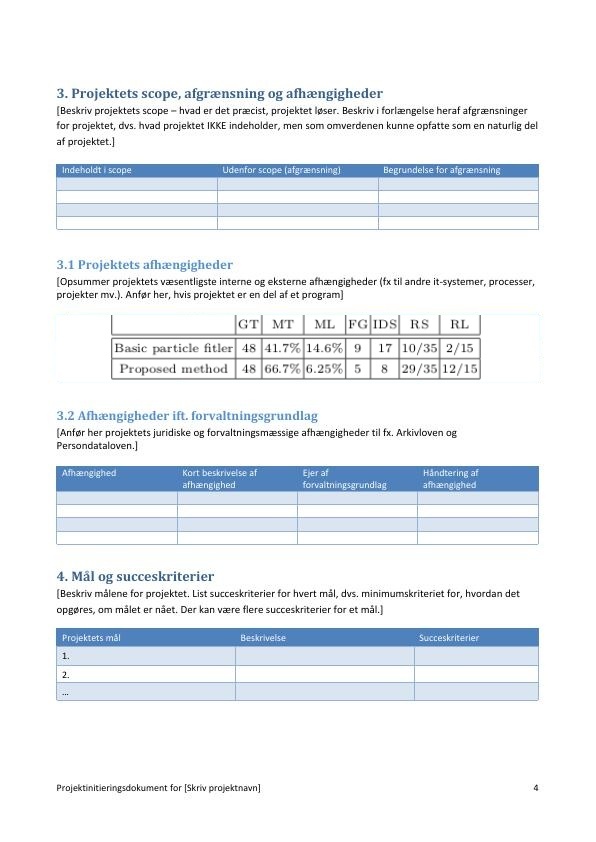 3. Projektets scope, afgrænsning og afhængigheder
[Beskriv projektets scope – hvad er det præcist, projektet løser. Beskriv i forlængelse heraf afgrænsninger
for projektet, dvs. hvad projektet IKKE indeholder, men som omverdenen kunne opfatte som en naturlig del
af projektet.]
Indeholdt i scope Udenfor scope (afgrænsning) Begrundelse for afgrænsning
3.1 Projektets afhængigheder
[Opsummer projektets væsentligste interne og eksterne afhængigheder (fx til andre it-systemer, processer,
projekter mv.). Anfør her, hvis projektet er en del af et program]
GT MT ML FG IDS RS RL
Basic particle fitler 48 41.7% 14.6% 9 17 10/35 2/15
Proposed method 48 66.7% 6.25% 5 8 29/35 12/15
3.2 Afhængigheder ift. forvaltningsgrundlag
[Anfør her projektets juridiske og forvaltningsmæssige afhængigheder til fx. Arkivloven og
Persondataloven.]
Afhængighed Kort beskrivelse af Ejer af Håndtering af
afhængighed forvaltningsgrundlag afhængighed
4. Mål og succeskriterier
[Beskriv målene for projektet. List succeskriterier for hvert mål, dvs. minimumskriteriet for, hvordan det
opgøres, om målet er nået. Der kan være flere succeskriterier for et mål.]
Projektets mål Beskrivelse Succeskriterier
1.
2.
…
Projektinitieringsdokument for [Skriv projektnavn] 4